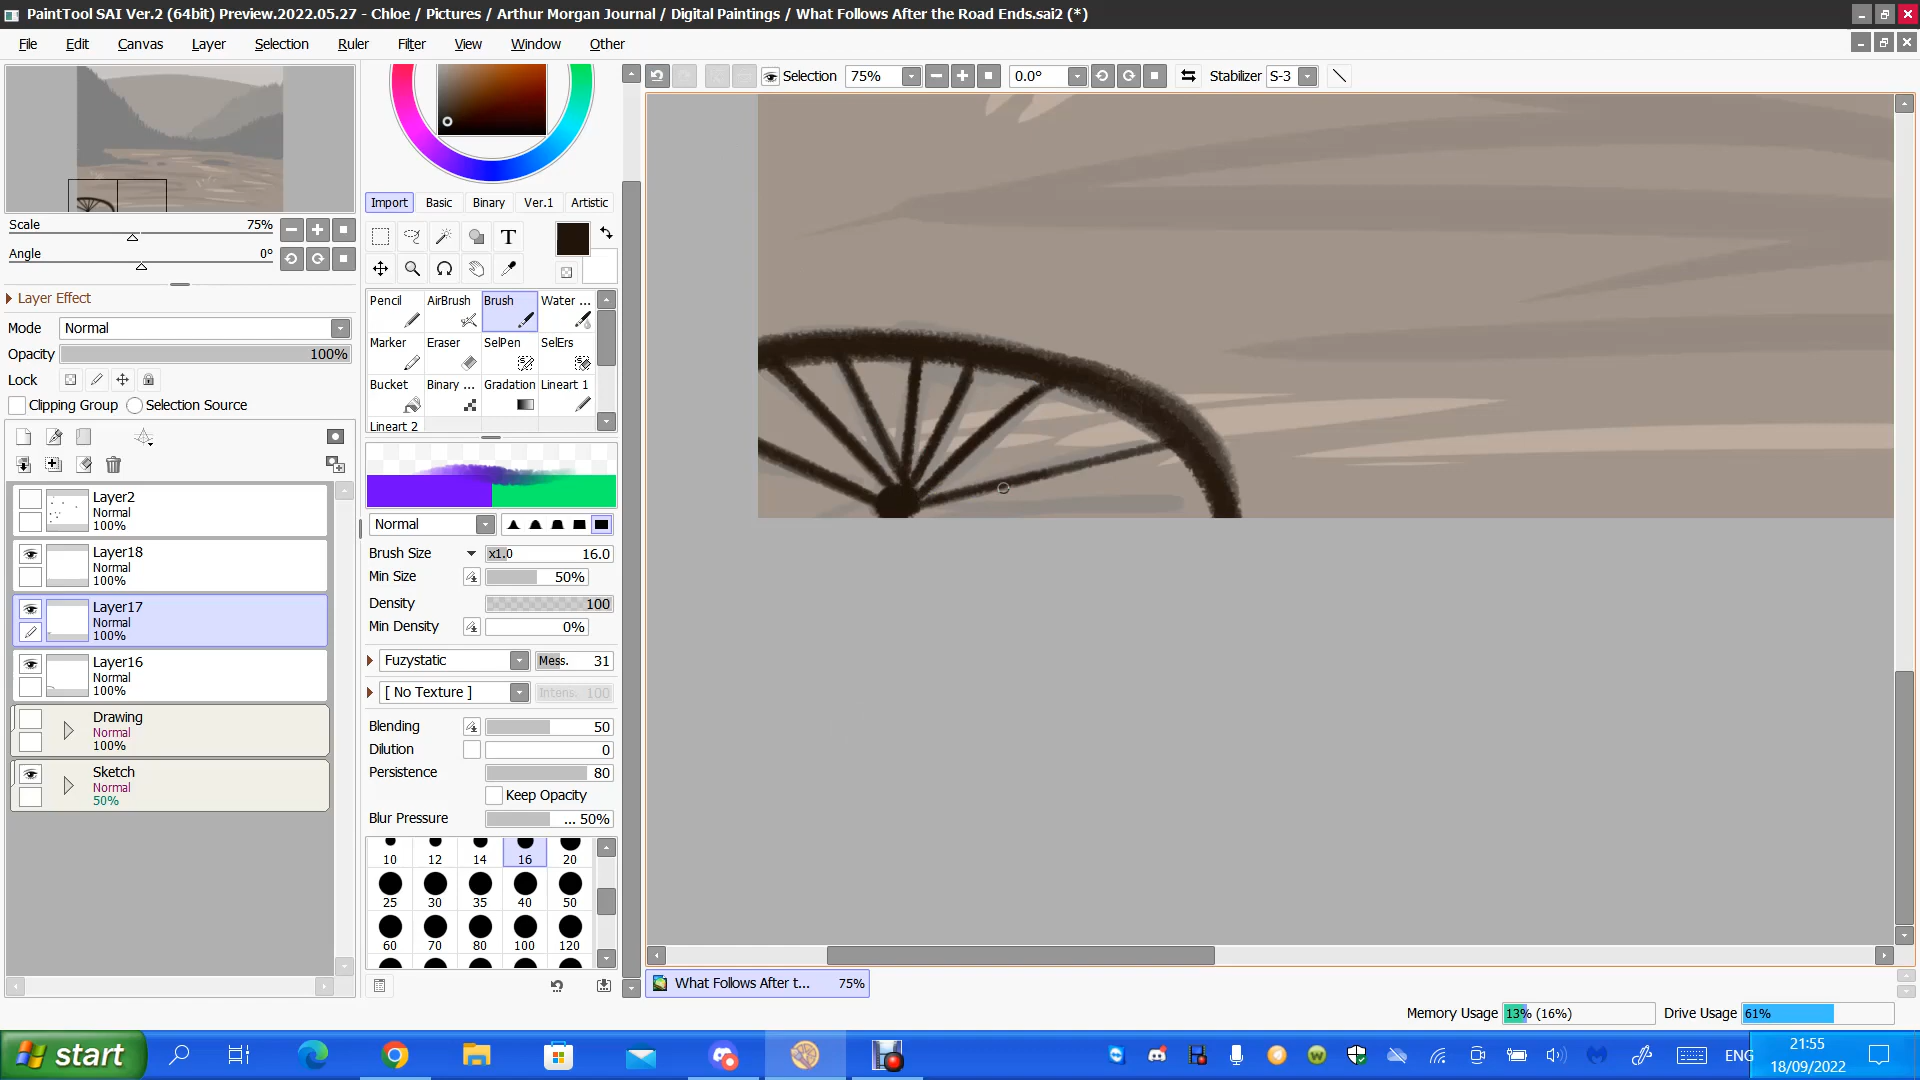 PaintTool SAI Ver.2 (64bit) Preview.2022.05.27 - Chloe / Pictures / Arthur Morgan Journal / Digital Paintings / What Follows After the Road Ends.sai2 (*)
File Edit Canvas Layer Selection Ruler Filter View Window Other
Selection 75% 0.0° Stabilizer S-3
Scale 75%
Angle 0°
Layer Effect
Mode Normal
Opacity 100%
Lock
Clipping Group Selection Source
Layer2
Normal
100%
Layer18
Normal
100%
Layer17
Normal
100%
Layer16
Normal
100%
Drawing
Normal
100%
Sketch
Normal
50%
Import Basic Binary Ver.1 Artistic
T
Pencil AirBrush Brush Water ...
Marker Eraser SelPen SelErs
Bucket Binary ... Gradation Lineart 1
Lineart 2
Normal
Brush Size x1.0 16.0
Min Size 50%
Density 100
Min Density 0%
Fuzystatic Mess. 31
[ No Texture ] Intens. 100
Blending 50
Dilution 0
Persistence 80
Keep Opacity
Blur Pressure ... 50%
10 12 14 16 20
25 30 35 40 50
60 70 80 100 120
What Follows After t... 75%
Memory Usage 13% (16%) Drive Usage 61%
start
ENG
21:55
18/09/2022